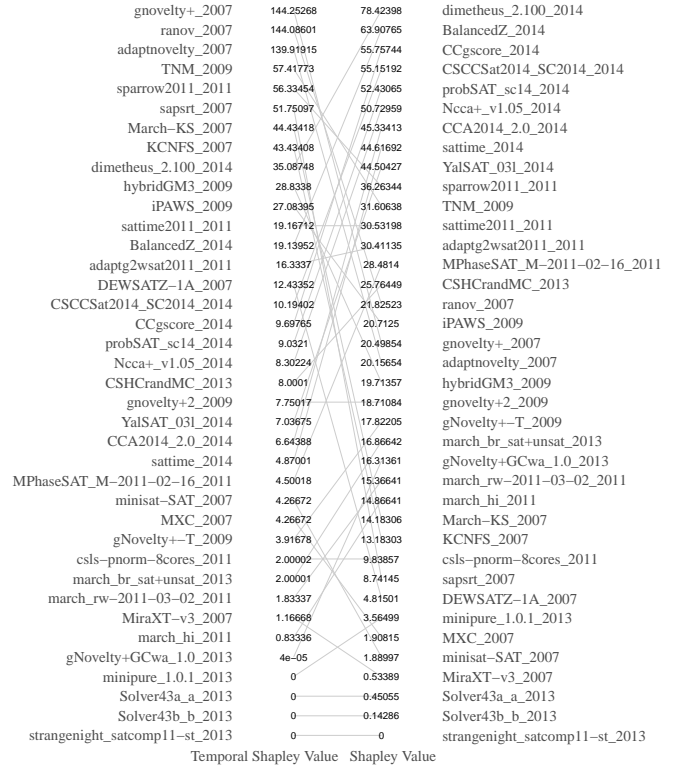 gnovelty+_2007 144.25268 78.42398 dimetheus_2.100_2014
ranov_2007 144.08601 63.90765 BalancedZ_2014
adaptnovelty_2007 139.91915 55.75744 CCgscore_2014
TNM_2009 57.41773 55.15192 CSCCSat2014_SC2014_2014
sparrow2011_2011 56.33454 52.43065 probSAT_sc14_2014
sapsrt_2007 51.75097 50.72959 Ncca+_v1.05_2014
March−KS_2007 44.43418 45.33413 CCA2014_2.0_2014
KCNFS_2007 43.43408 44.61692 sattime_2014
dimetheus_2.100_2014 35.08748 44.50427 YalSAT_03l_2014
hybridGM3_2009 28.8338 36.26344 sparrow2011_2011
iPAWS_2009 27.08395 31.60638 TNM_2009
sattime2011_2011 19.16712 30.53198 sattime2011_2011
BalancedZ_2014 19.13952 30.41135 adaptg2wsat2011_2011
adaptg2wsat2011_2011 16.3337 28.4814 MPhaseSAT_M−2011−02−16_2011
DEWSATZ−1A_2007 12.43352 25.76449 CSHCrandMC_2013
CSCCSat2014_SC2014_2014 10.19402 21.82523 ranov_2007
CCgscore_2014 9.69765 20.7125 iPAWS_2009
probSAT_sc14_2014 9.0321 20.49854 gnovelty+_2007
Ncca+_v1.05_2014 8.30224 20.15654 adaptnovelty_2007
CSHCrandMC_2013 8.0001 19.71357 hybridGM3_2009
gnovelty+2_2009 7.75017 18.71084 gnovelty+2_2009
YalSAT_03l_2014 7.03675 17.82205 gNovelty+−T_2009
CCA2014_2.0_2014 6.64388 16.86642 march_br_sat+unsat_2013
sattime_2014 4.87001 16.31361 gNovelty+GCwa_1.0_2013
MPhaseSAT_M−2011−02−16_2011 4.50018 15.36641 march_rw−2011−03−02_2011
minisat−SAT_2007 4.26672 14.86641 march_hi_2011
MXC_2007 4.26672 14.18306 March−KS_2007
gNovelty+−T_2009 3.91678 13.18303 KCNFS_2007
csls−pnorm−8cores_2011 2.00002 9.83857 csls−pnorm−8cores_2011
march_br_sat+unsat_2013 2.00001 8.74145 sapsrt_2007
march_rw−2011−03−02_2011 1.83337 4.81501 DEWSATZ−1A_2007
MiraXT−v3_2007 1.16668 3.56499 minipure_1.0.1_2013
march_hi_2011 0.83336 1.90815 MXC_2007
gNovelty+GCwa_1.0_2013 4e−05 1.88997 minisat−SAT_2007
minipure_1.0.1_2013 0 0.53389 MiraXT−v3_2007
Solver43a_a_2013 0 0.45055 Solver43a_a_2013
Solver43b_b_2013 0 0.14286 Solver43b_b_2013
strangenight_satcomp11−st_2013 0 0 strangenight_satcomp11−st_2013
Temporal Shapley Value Shapley Value